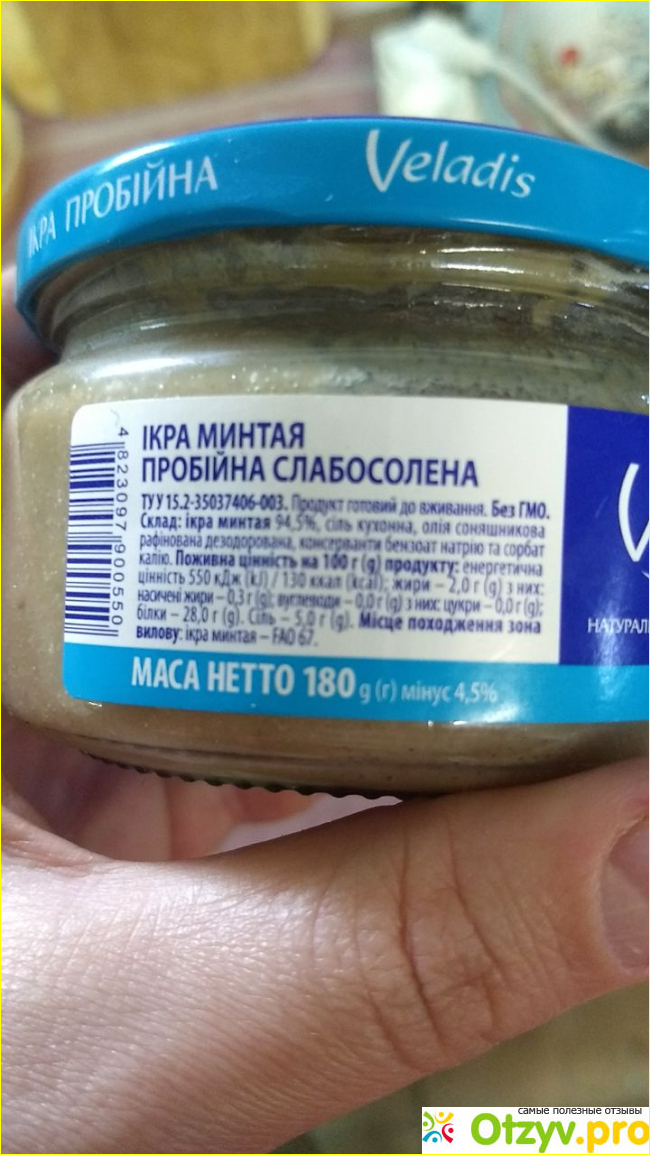 ІКРА ПРОБІЙНА
Veladis
4 823097 900550
ІКРА МИНТАЯ
ПРОБІЙНА СЛАБОСОЛЕНА
ТУ У 15.2-35037406-003. Продукт готовий до вживання. Без ГМО.
Склад: ікра минтая 94,5%, сіль кухонна, олія соняшникова
рафінована дезодорована, консерванти бензоат натрію та сорбат
калію. Поживна цінність на 100 г (g) продукту: енергетична
цінність 550 кДж (kJ) / 130 ккал (kcal); жири – 2,0 г (g) з них:
насичені жири – 0,3 г (g); вуглеводи – 0,0 г (g) з них: цукри – 0,0 г (g);
білки – 28,0 г (g). Сіль – 5,0 г (g). Місце походження зона
вилову: ікра минтая – FAO 67.
НАТУРАЛ
МАСА НЕТТО 180 g (г) мінус 4,5%
самые полезные отзывы
Otzyv.pro